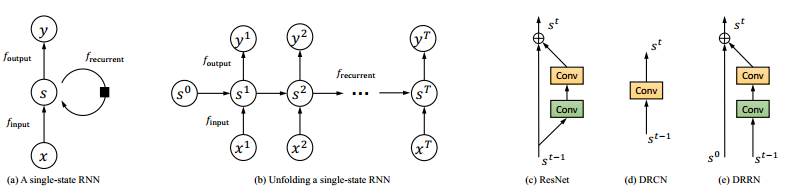 y
f_output
f_recurrent
s
f_input
x
(a) A single-state RNN
y^1
y^2
y^T
f_output
f_recurrent
s^0
s^1
s^2
...
s^T
f_input
x^1
x^2
x^T
(b) Unfolding a single-state RNN
s^t
Conv
Conv
s^{t-1}
(c) ResNet
s^t
Conv
s^{t-1}
(d) DRCN
s^t
Conv
Conv
s^0
s^{t-1}
(e) DRRN